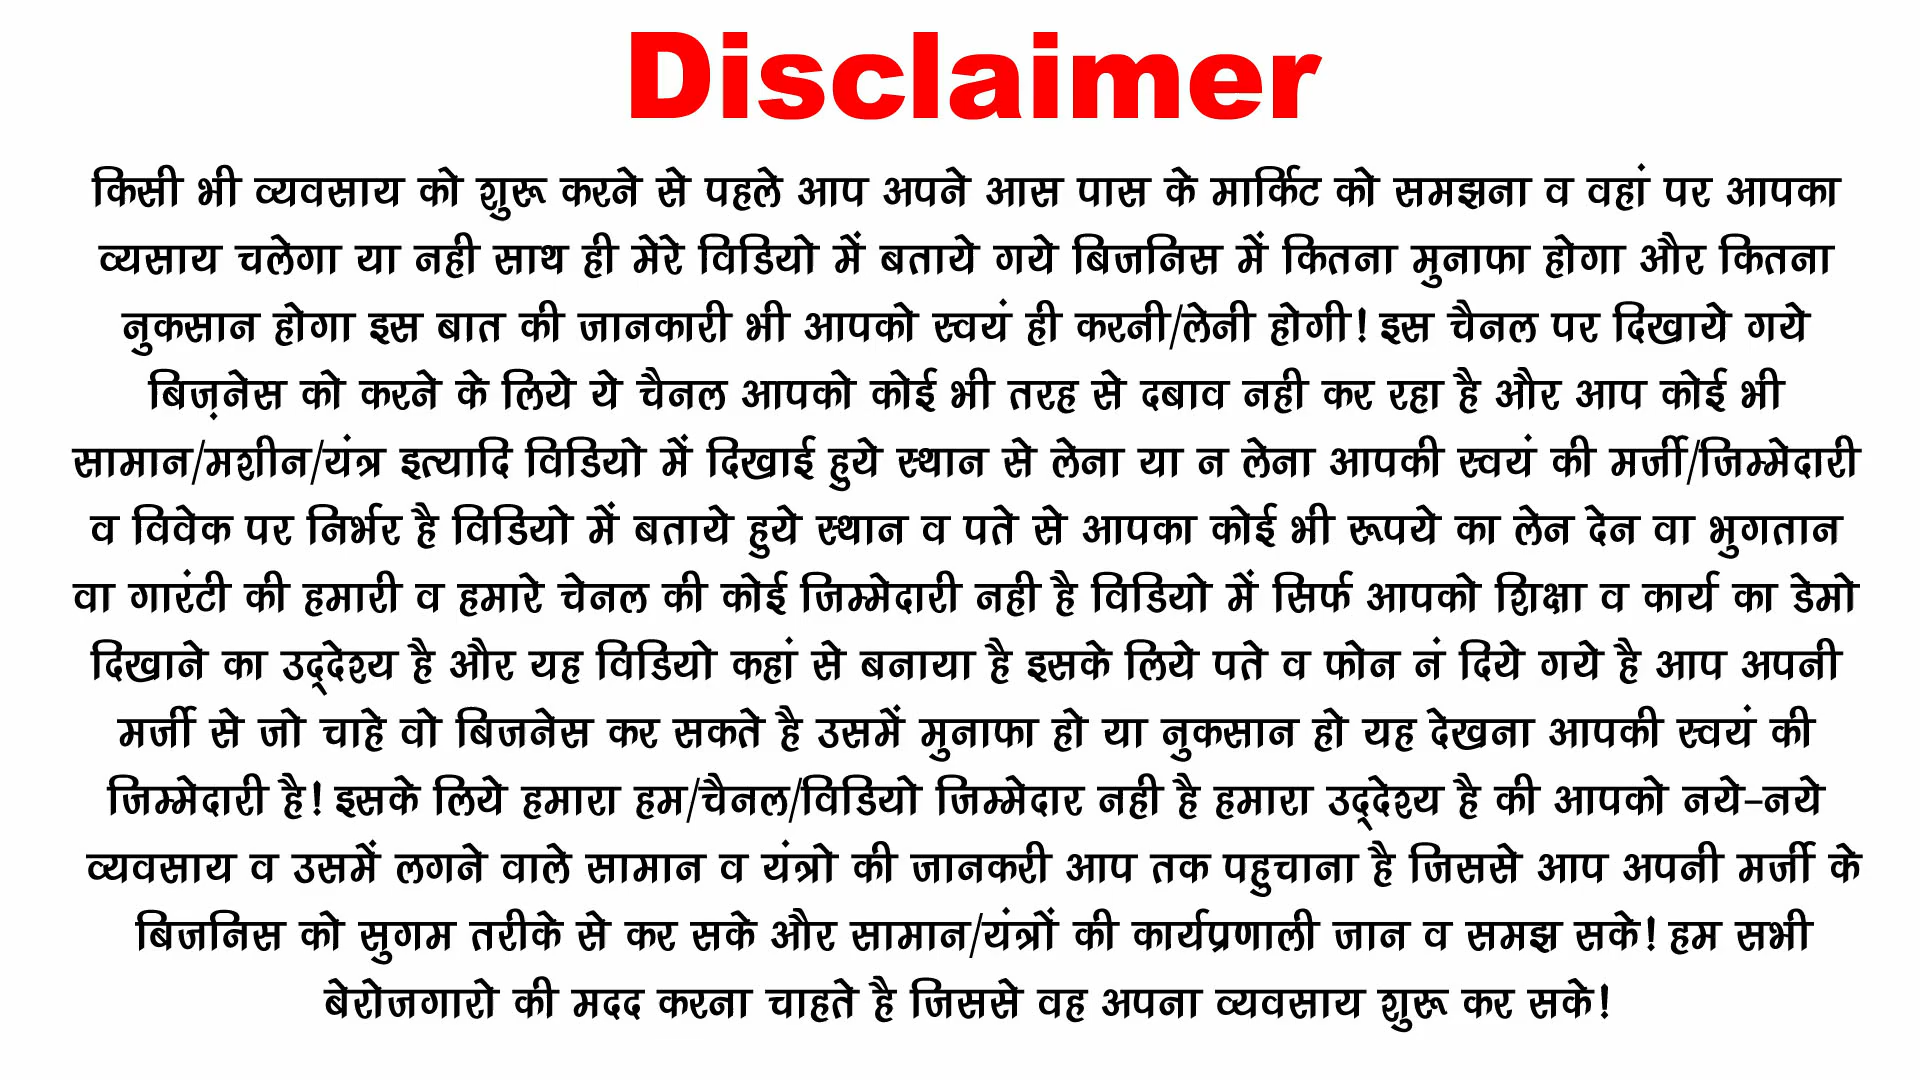 Disclaimer
किसी भी व्यवसाय को शुरू करने से पहले आप अपने आस पास के मार्किट को समझना व वहां पर आपका
व्यसाय चलेगा या नही साथ ही मेरे विडियो में बताये गये बिजनिस में कितना मुनाफा होगा और कितना
नुकसान होगा इस बात की जानकारी भी आपको स्वयं ही करनी/लेनी होगी! इस चैनल पर दिखाये गये
बिज़नेस को करने के लिये ये चैनल आपको कोई भी तरह से दबाव नही कर रहा है और आप कोई भी
सामान/मशीन/यंत्र इत्यादि विडियो में दिखाई हुये स्थान से लेना या न लेना आपकी स्वयं की मर्जी/जिम्मेदारी
व विवेक पर निर्भर है विडियो में बताये हुये स्थान व पते से आपका कोई भी रूपये का लेन देन वा भुगतान
वा गारंटी की हमारी व हमारे चेनल की कोई जिम्मेदारी नही है विडियो में सिर्फ आपको शिक्षा व कार्य का डेमो
दिखाने का उद्देश्य है और यह विडियो कहां से बनाया है इसके लिये पते व फोन नं दिये गये है आप अपनी
मर्जी से जो चाहे वो बिजनेस कर सकते है उसमें मुनाफा हो या नुकसान हो यह देखना आपकी स्वयं की
जिम्मेदारी है! इसके लिये हमारा हम/चैनल/विडियो जिम्मेदार नही है हमारा उद्देश्य है की आपको नये-नये
व्यवसाय व उसमें लगने वाले सामान व यंत्रो की जानकरी आप तक पहुचाना है जिससे आप अपनी मर्जी के
बिजनिस को सुगम तरीके से कर सके और सामान/यंत्रों की कार्यप्रणाली जान व समझ सके! हम सभी
बेरोजगारो की मदद करना चाहते है जिससे वह अपना व्यवसाय शुरू कर सके!